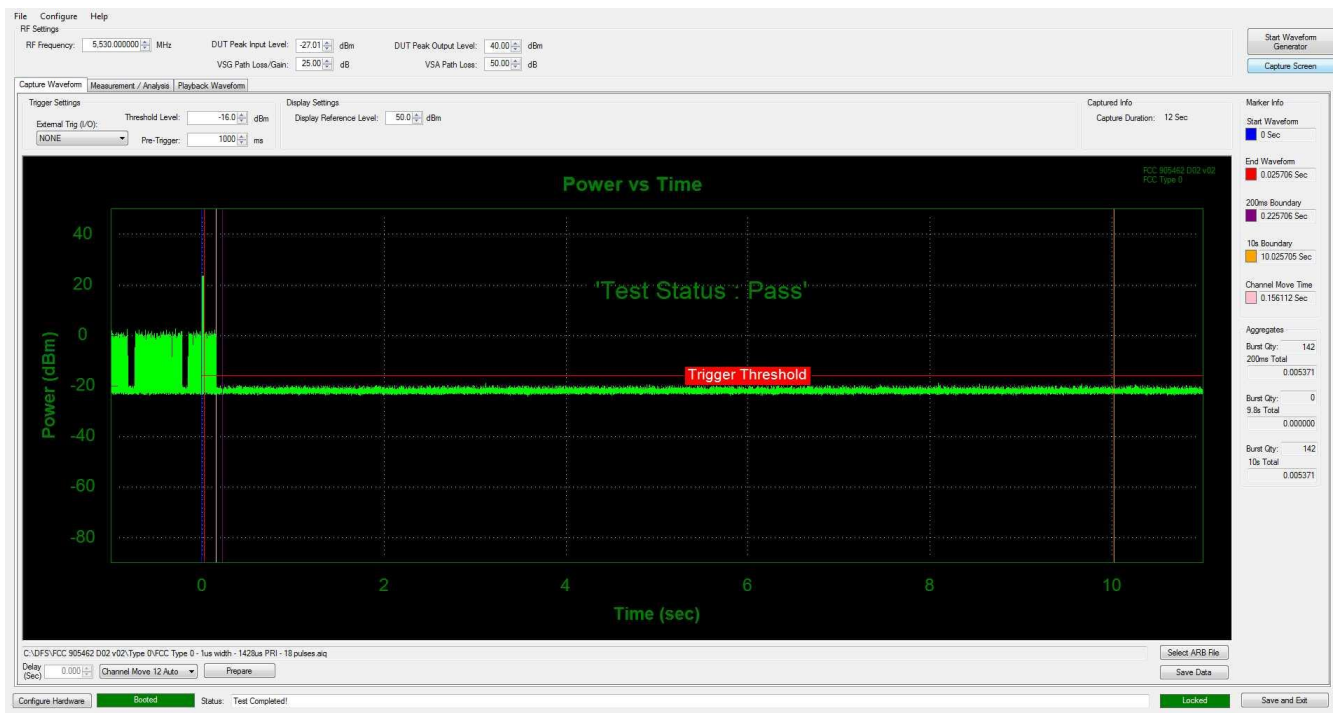 File Configure Help
RF Settings
RF Frequency: 5,530.000000 MHz DUT Peak Input Level: -27.01 dBm DUT Peak Output Level: 40.00 dBm
VSG Path Loss/Gain: 25.00 dB VSA Path Loss: 50.00 dB
Start Waveform Generator
Capture Screen
Capture Waveform Measurement / Analysis Playback Waveform
Trigger Settings
External Trig (I/O): Threshold Level: -16.0 dBm
NONE Pre-Trigger: 1000 ms
Display Settings
Display Reference Level: 50.0 dBm
Captured Info
Capture Duration: 12 Sec
Power vs Time
FCC 905462 D02 v02
FCC Type 0
'Test Status : Pass'
Trigger Threshold
Power (dBm)
40
20
0
-20
-40
-60
-80
0 2 4 6 8 10
Time (sec)
Marker Info
Start Waveform
0 Sec
End Waveform
0.025706 Sec
200ms Boundary
0.225706 Sec
10s Boundary
10.025705 Sec
Channel Move Time
0.156112 Sec
Aggregates
Burst Qty: 142
200ms Total
0.005371
Burst Qty: 0
9.8s Total
0.000000
Burst Qty: 142
10s Total
0.005371
C:\DFS\FCC 905462 D02 v02\Type 0\FCC Type 0 - 1us width - 1428us PRI - 18 pulses.aiq
Select ARB File
Delay (Sec) 0.000 Channel Move 12 Auto Prepare
Save Data
Configure Hardware Booted Status: Test Completed! Locked Save and Exit